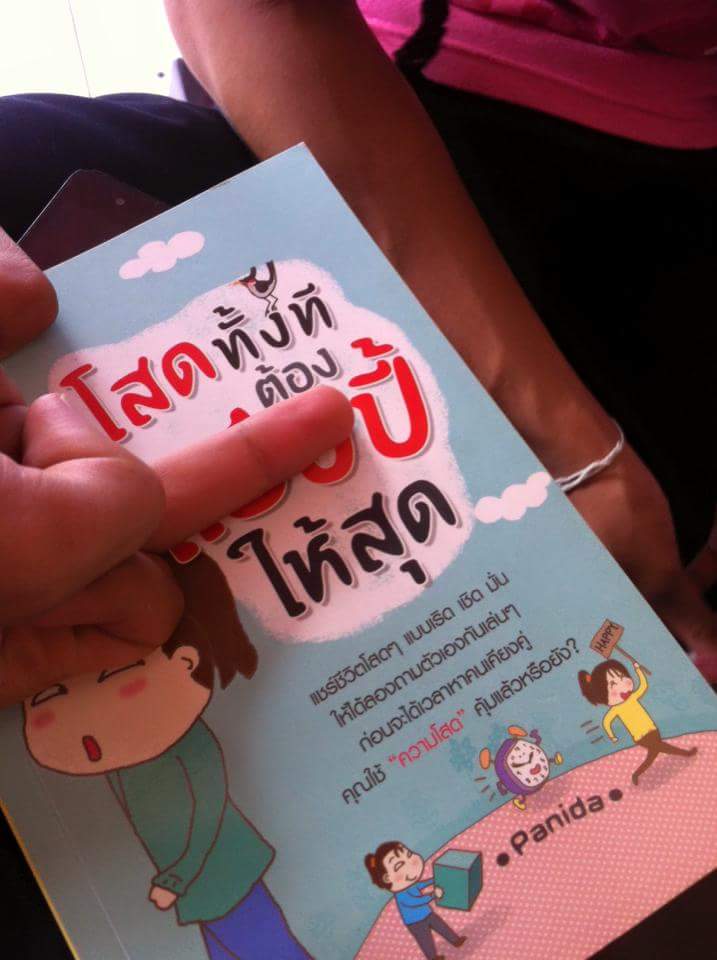 โสดทั้งที
ต้อง
ปี้
ให้สุด
แชร์ชีวิตโสดๆ แบบเริด เชิด มั่น
ให้ได้ลองถามตัวเองกันเล่นๆ
ก่อนจะได้เวลาหาคนเคียงคู่
คุณใช้ "ความโสด" คุ้มแล้วหรือยัง?
HAPPY
• Panida •